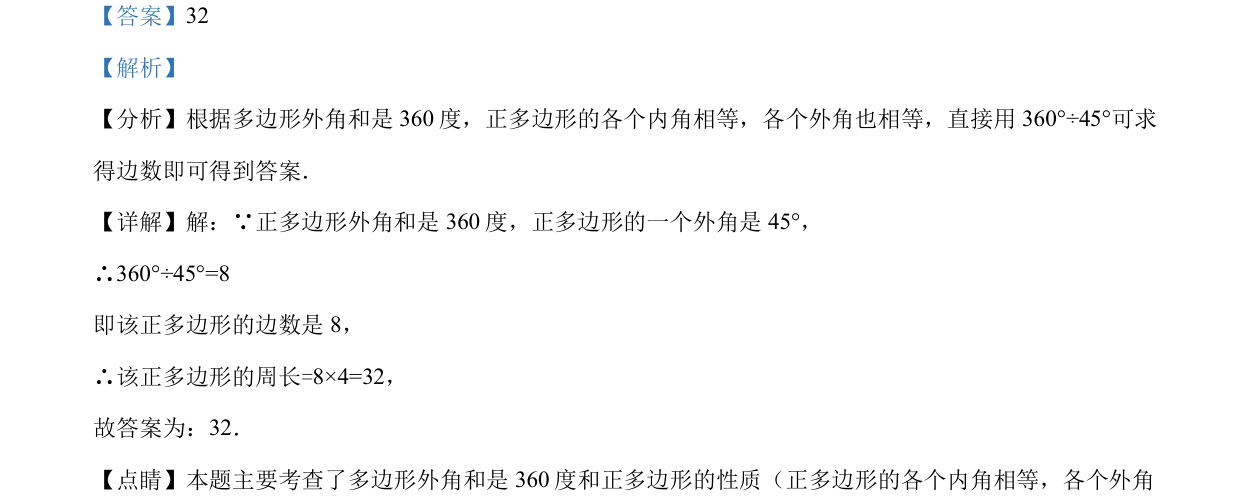 【答案】32
【解析】
【分析】根据多边形外角和是 360 度，正多边形的各个内角相等，各个外角也相等，直接用 360°÷45°可求
得边数即可得到答案．
【详解】解：∵正多边形外角和是 360 度，正多边形的一个外角是 45°，
∴360°÷45°=8
即该正多边形的边数是 8，
∴该正多边形的周长=8×4=32，
故答案为：32．
【点睛】本题主要考查了多边形外角和是 360 度和正多边形的性质（正多边形的各个内角相等，各个外角